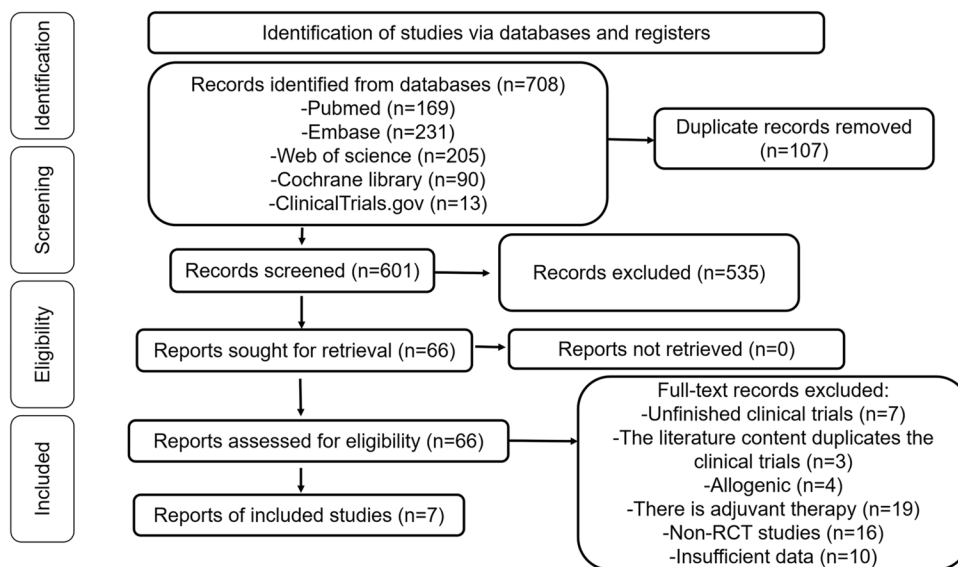 Identification
Screening
Eligibility
Included
Identification of studies via databases and registers
Records identified from databases (n=708)
-Pubmed (n=169)
-Embase (n=231)
-Web of science (n=205)
-Cochrane library (n=90)
-ClinicalTrials.gov (n=13)
Duplicate records removed
(n=107)
Records screened (n=601)
Records excluded (n=535)
Reports sought for retrieval (n=66)
Reports not retrieved (n=0)
Reports assessed for eligibility (n=66)
Full-text records excluded:
-Unfinished clinical trials (n=7)
-The literature content duplicates the
clinical trials (n=3)
-Allogenic (n=4)
-There is adjuvant therapy (n=19)
-Non-RCT studies (n=16)
-Insufficient data (n=10)
Reports of included studies (n=7)